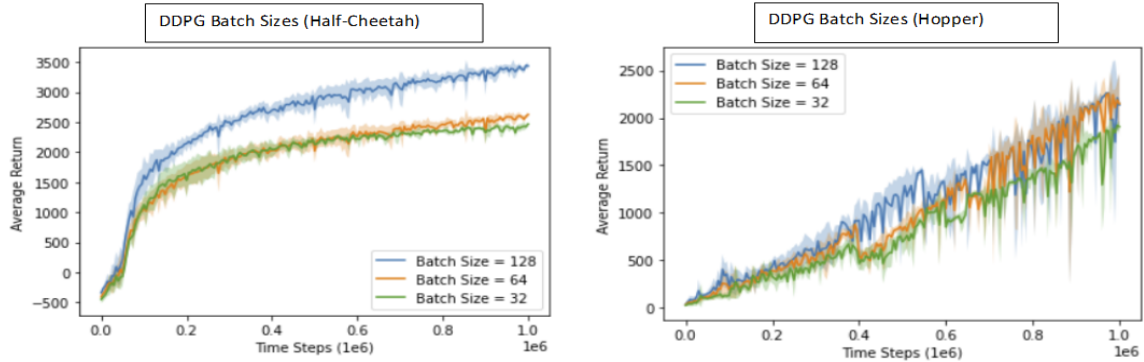 DDPG Batch Sizes (Half-Cheetah)
3500
3000
2500
2000
1500
1000
500
0
−500
Average Return
Batch Size = 128
Batch Size = 64
Batch Size = 32
0.0 0.2 0.4 0.6 0.8 1.0
1e6
Time Steps (1e6)
DDPG Batch Sizes (Hopper)
Batch Size = 128
Batch Size = 64
Batch Size = 32
2500
2000
1500
1000
500
0
Average Return
0.0 0.2 0.4 0.6 0.8 1.0
1e6
Time Steps (1e6)